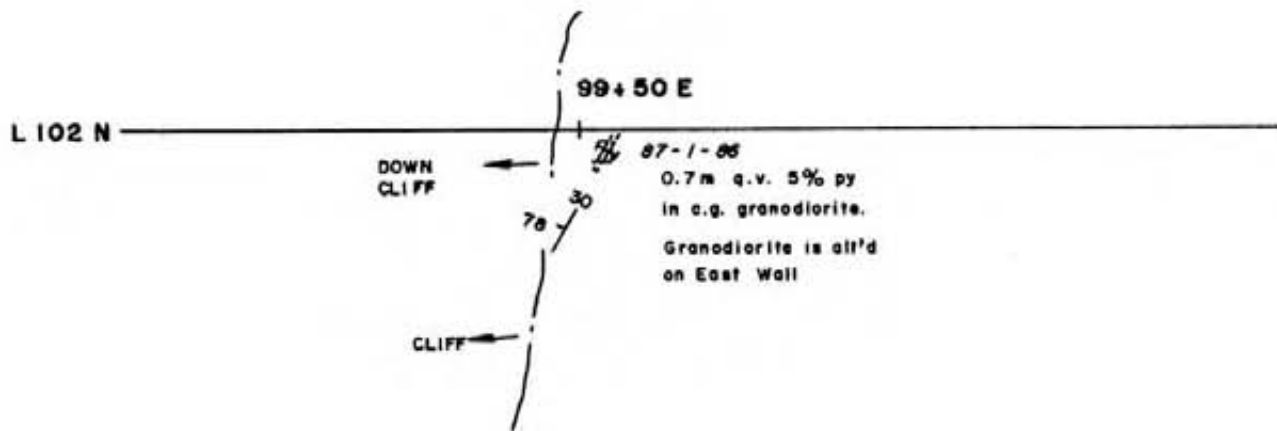 99+50 E
L 102 N
87-1-86
DOWN
CLIFF
0.7m q.v. 5% py
in c.g. granodiorite.
30
78
Granodiorite is alt'd
on East Wall
CLIFF